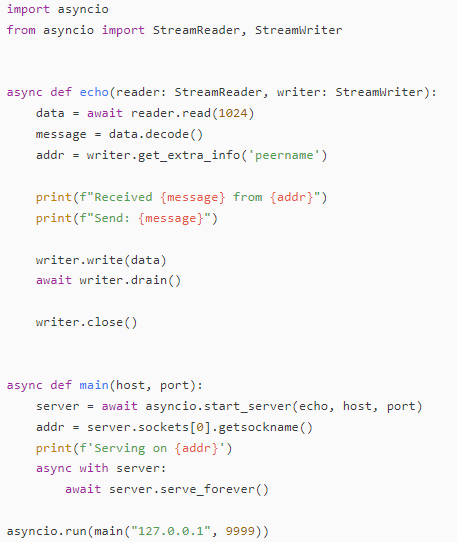 import asyncio
from asyncio import StreamReader, StreamWriter
async def echo(reader: StreamReader, writer: StreamWriter):
    data = await reader.read(1024)
    message = data.decode()
    addr = writer.get_extra_info('peername')
    print(f"Received {message} from {addr}")
    print(f"Send: {message}")
    writer.write(data)
    await writer.drain()
    writer.close()
async def main(host, port):
    server = await asyncio.start_server(echo, host, port)
    addr = server.sockets[0].getsockname()
    print(f'Serving on {addr}')
    async with server:
        await server.serve_forever()
asyncio.run(main("127.0.0.1", 9999))